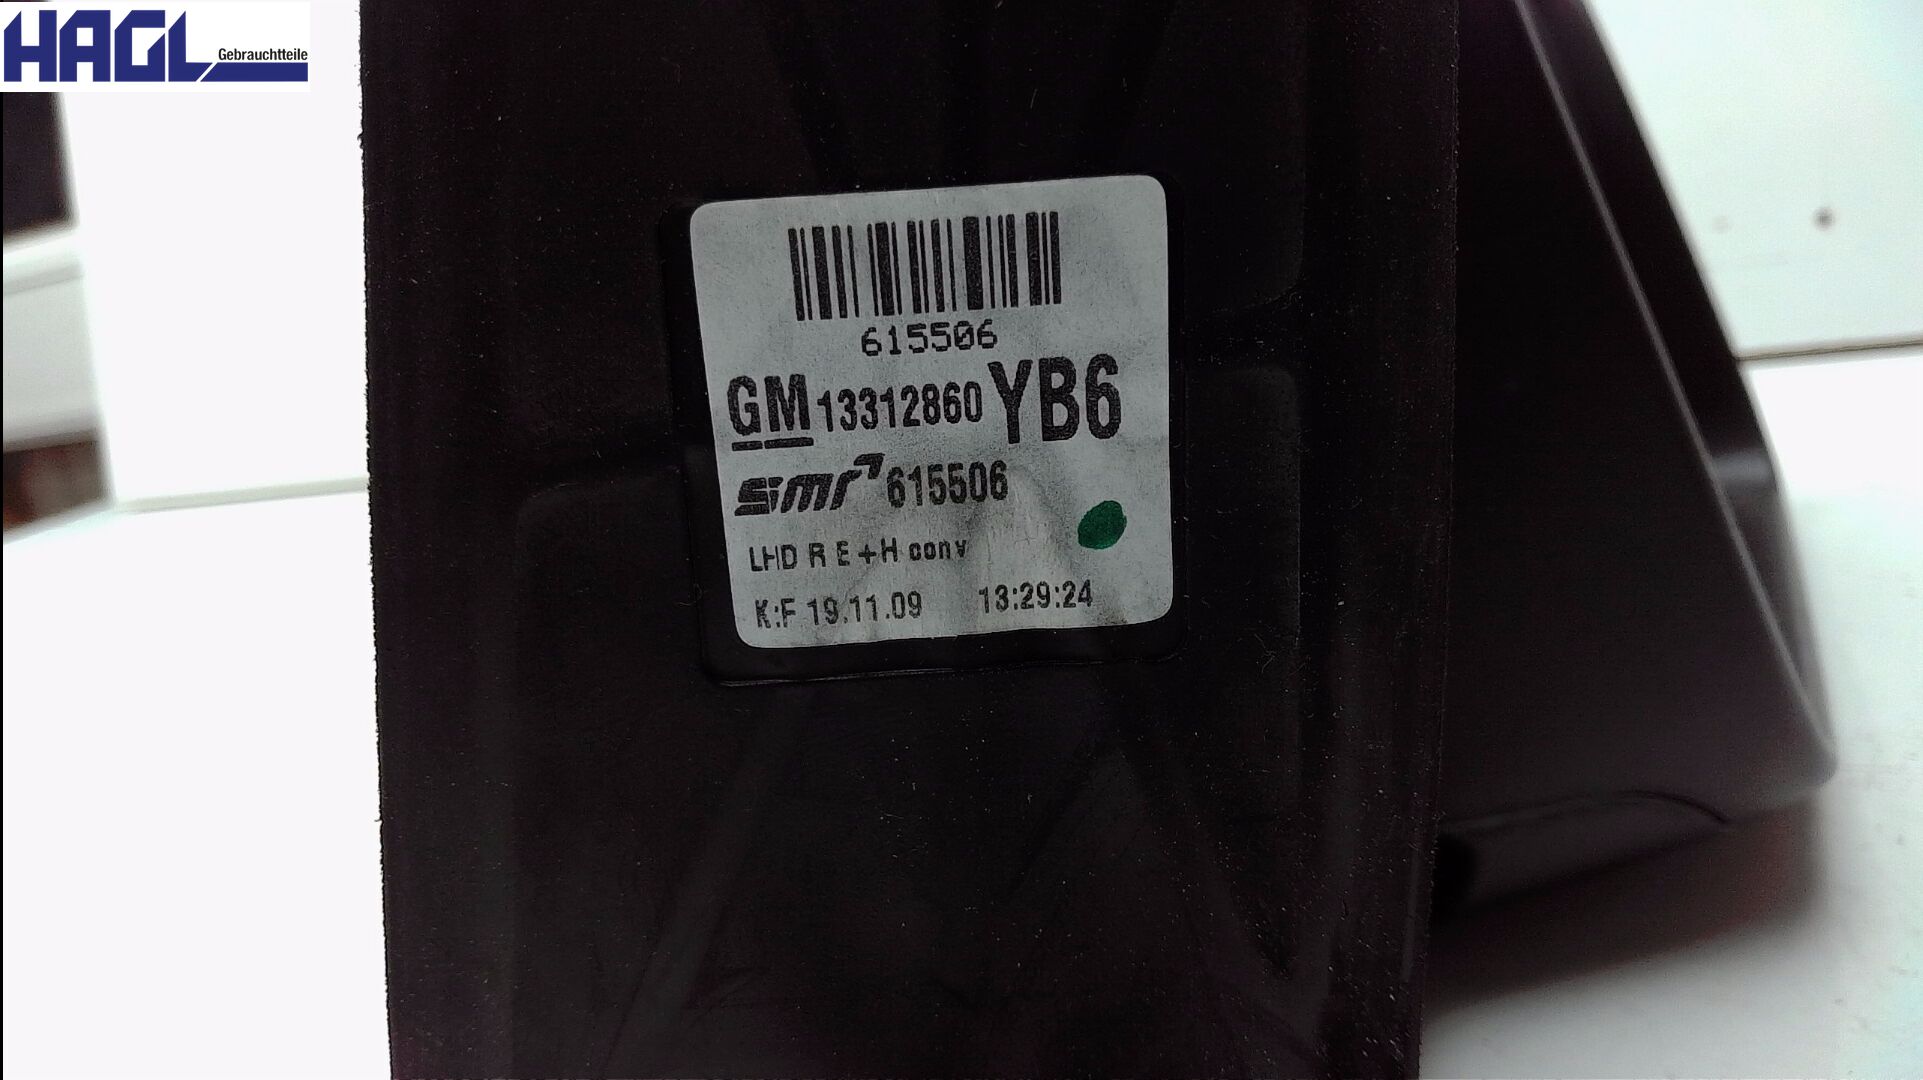 HAGL Gebrauchtteile
615506
GM 13312860 YB6
smr 615506
LHD R E+H conv
K:F 19.11.09 13:29:24